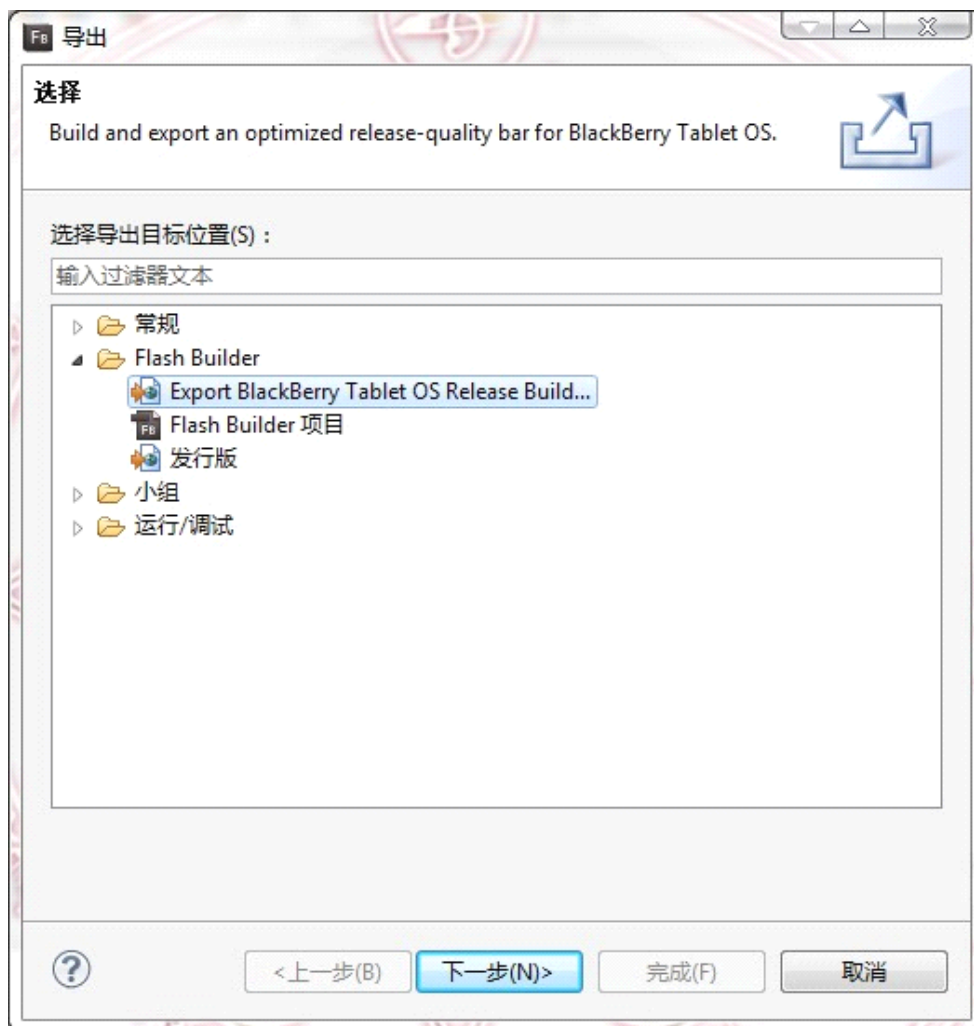 FB 导出
选择
Build and export an optimized release-quality bar for BlackBerry Tablet OS.
选择导出目标位置(S)：
输入过滤器文本
常规
Flash Builder
Export BlackBerry Tablet OS Release Build...
FB Flash Builder 项目
发行版
小组
运行/调试
? <上一步(B) 下一步(N)> 完成(F) 取消